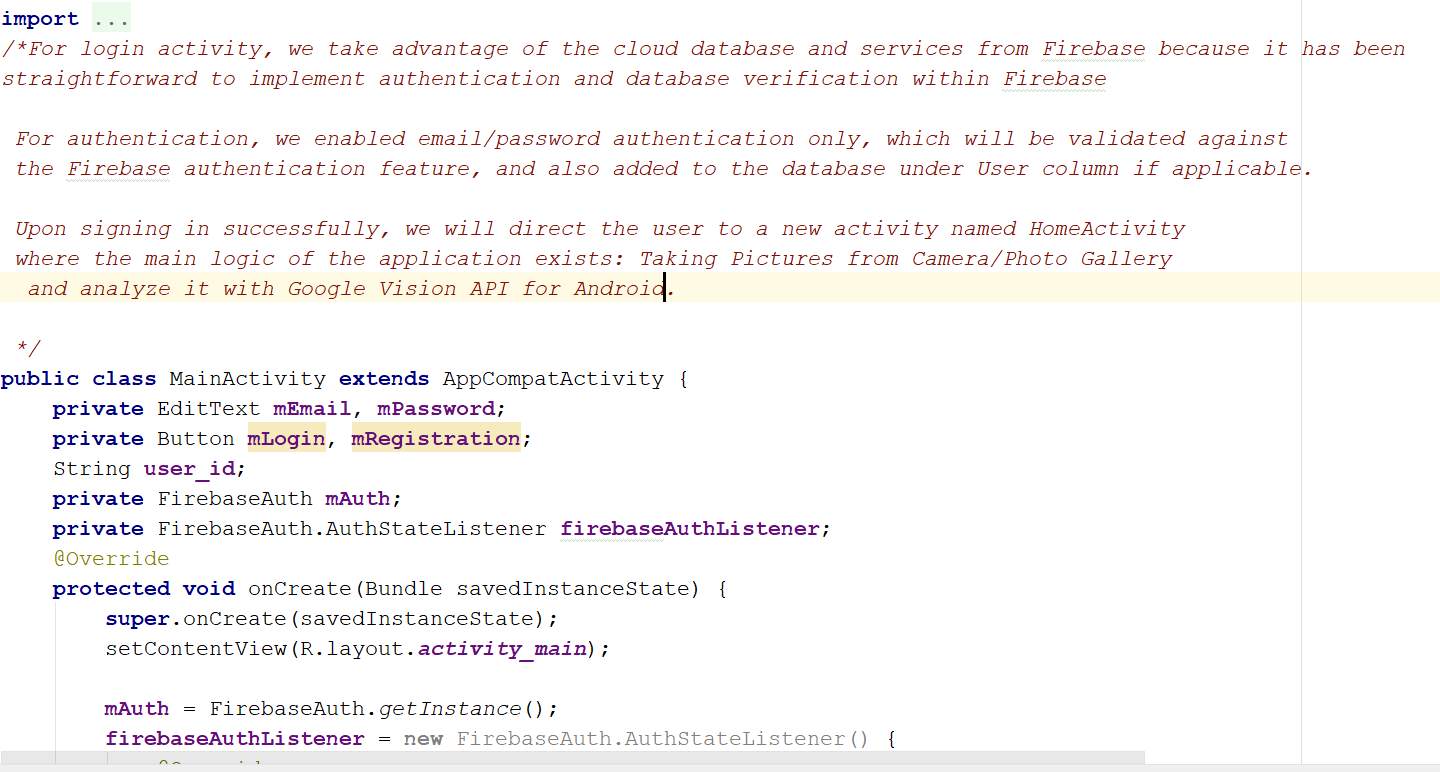 import ...
/*For login activity, we take advantage of the cloud database and services from Firebase because it has been
straightforward to implement authentication and database verification within Firebase
For authentication, we enabled email/password authentication only, which will be validated against
the Firebase authentication feature, and also added to the database under User column if applicable.
Upon signing in successfully, we will direct the user to a new activity named HomeActivity
where the main logic of the application exists: Taking Pictures from Camera/Photo Gallery
and analyze it with Google Vision API for Android.
*/
public class MainActivity extends AppCompatActivity {
private EditText mEmail, mPassword;
private Button mLogin, mRegistration;
String user_id;
private FirebaseAuth mAuth;
private FirebaseAuth.AuthStateListener firebaseAuthListener;
@Override
protected void onCreate(Bundle savedInstanceState) {
super.onCreate(savedInstanceState);
setContentView(R.layout.activity_main);
mAuth = FirebaseAuth.getInstance();
firebaseAuthListener = new FirebaseAuth.AuthStateListener() {